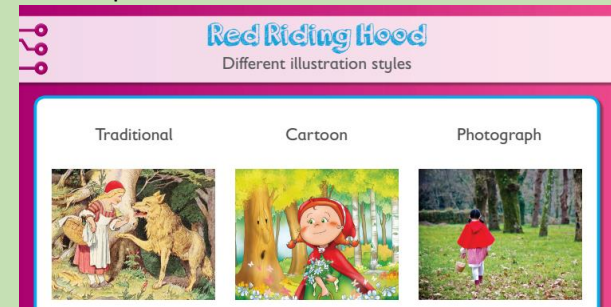 Red Riding Hood
Different illustration styles
Traditional
Cartoon
Photograph